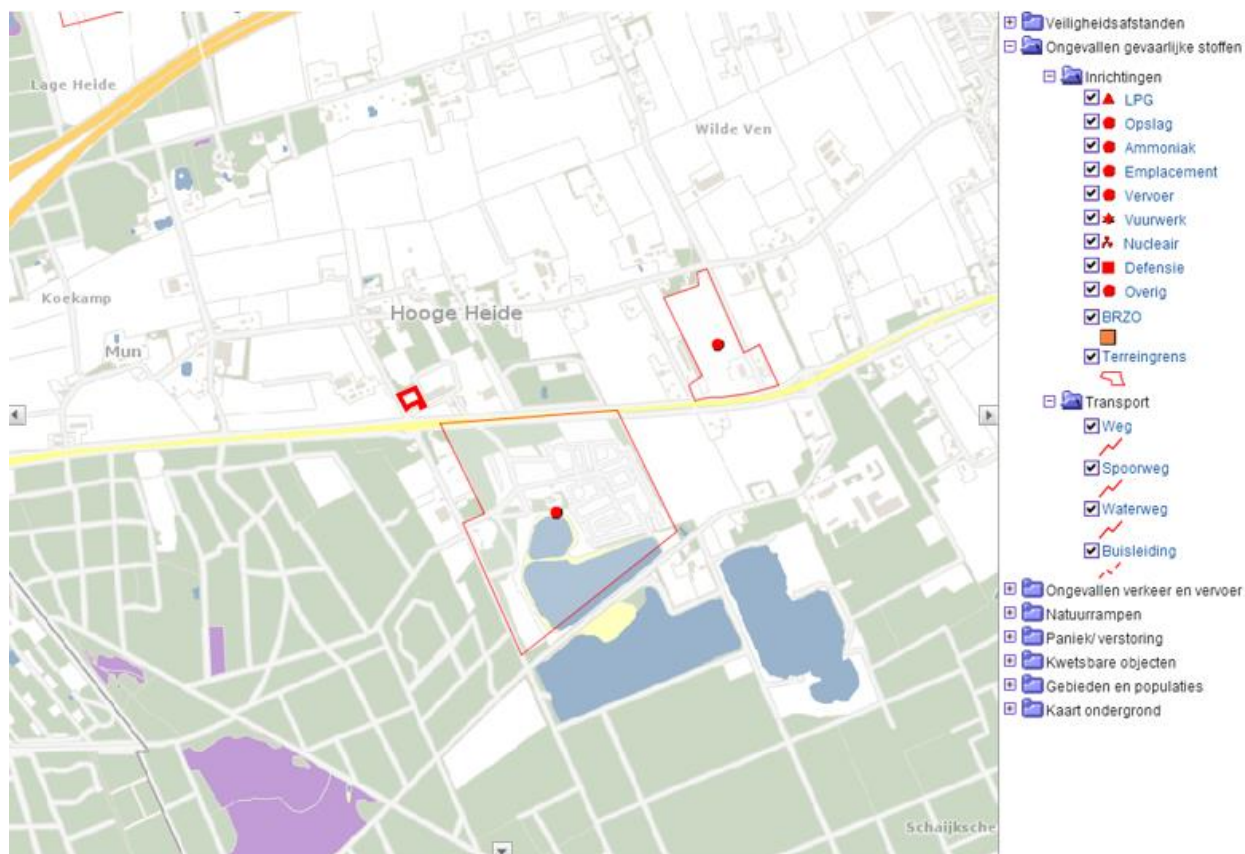 Lage Heide
Wilde Ven
Koekamp
Hooge Heide
Mun
Schaijksche
Veiligheidsafstanden
Ongevallen gevaarlijke stoffen
Inrichtingen
LPG
Opslag
Ammoniak
Emplacement
Vervoer
Vuurwerk
Nucleair
Defensie
Overig
BRZO
Terreingrens
Transport
Weg
Spoorweg
Waterweg
Buisleiding
Ongevallen verkeer en vervoer
Natuurrampen
Paniek/ verstoring
Kwetsbare objecten
Gebieden en populaties
Kaart ondergrond